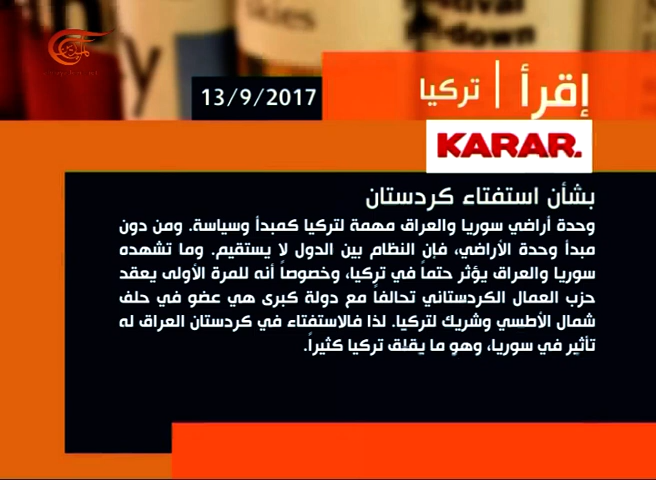 الميادين
إقرأ | تركيا
13/9/2017
KARAR.
بشأن استفتاء كردستان
وحدة أراضي سوريا والعراق مهمة لتركيا كمبدأ وسياسة. ومن دون
مبدأ وحدة الأراضي، فإن النظام بين الدول لا يستقيم. وما تشهده
سوريا والعراق يؤثر حتماً في تركيا، وخصوصاً أنه للمرة الأولى يعقد
حزب العمال الكردستاني تحالفاً مع دولة كبرى هي عضو في حلف
شمال الأطسي وشريك لتركيا. لذا فالاستفتاء في كردستان العراق له
تأثير في سوريا، وهو ما يقلق تركيا كثيراً.